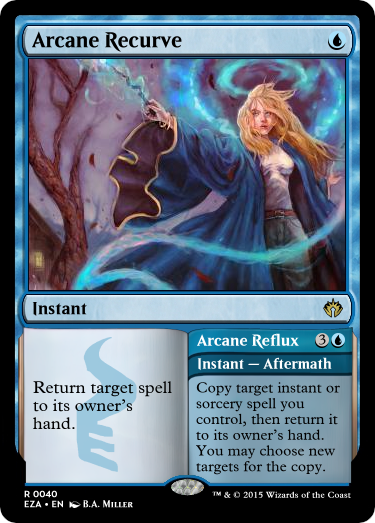 Arcane Recurve
Instant
Return target spell
to its owner's
hand.
Arcane Reflux 3
Instant — Aftermath
Copy target instant or
sorcery spell you
control, then return it
to its owner's hand.
You may choose new
targets for the copy.
R 0040
EZA • EN B.A. Miller
™ & © 2015 Wizards of the Coast